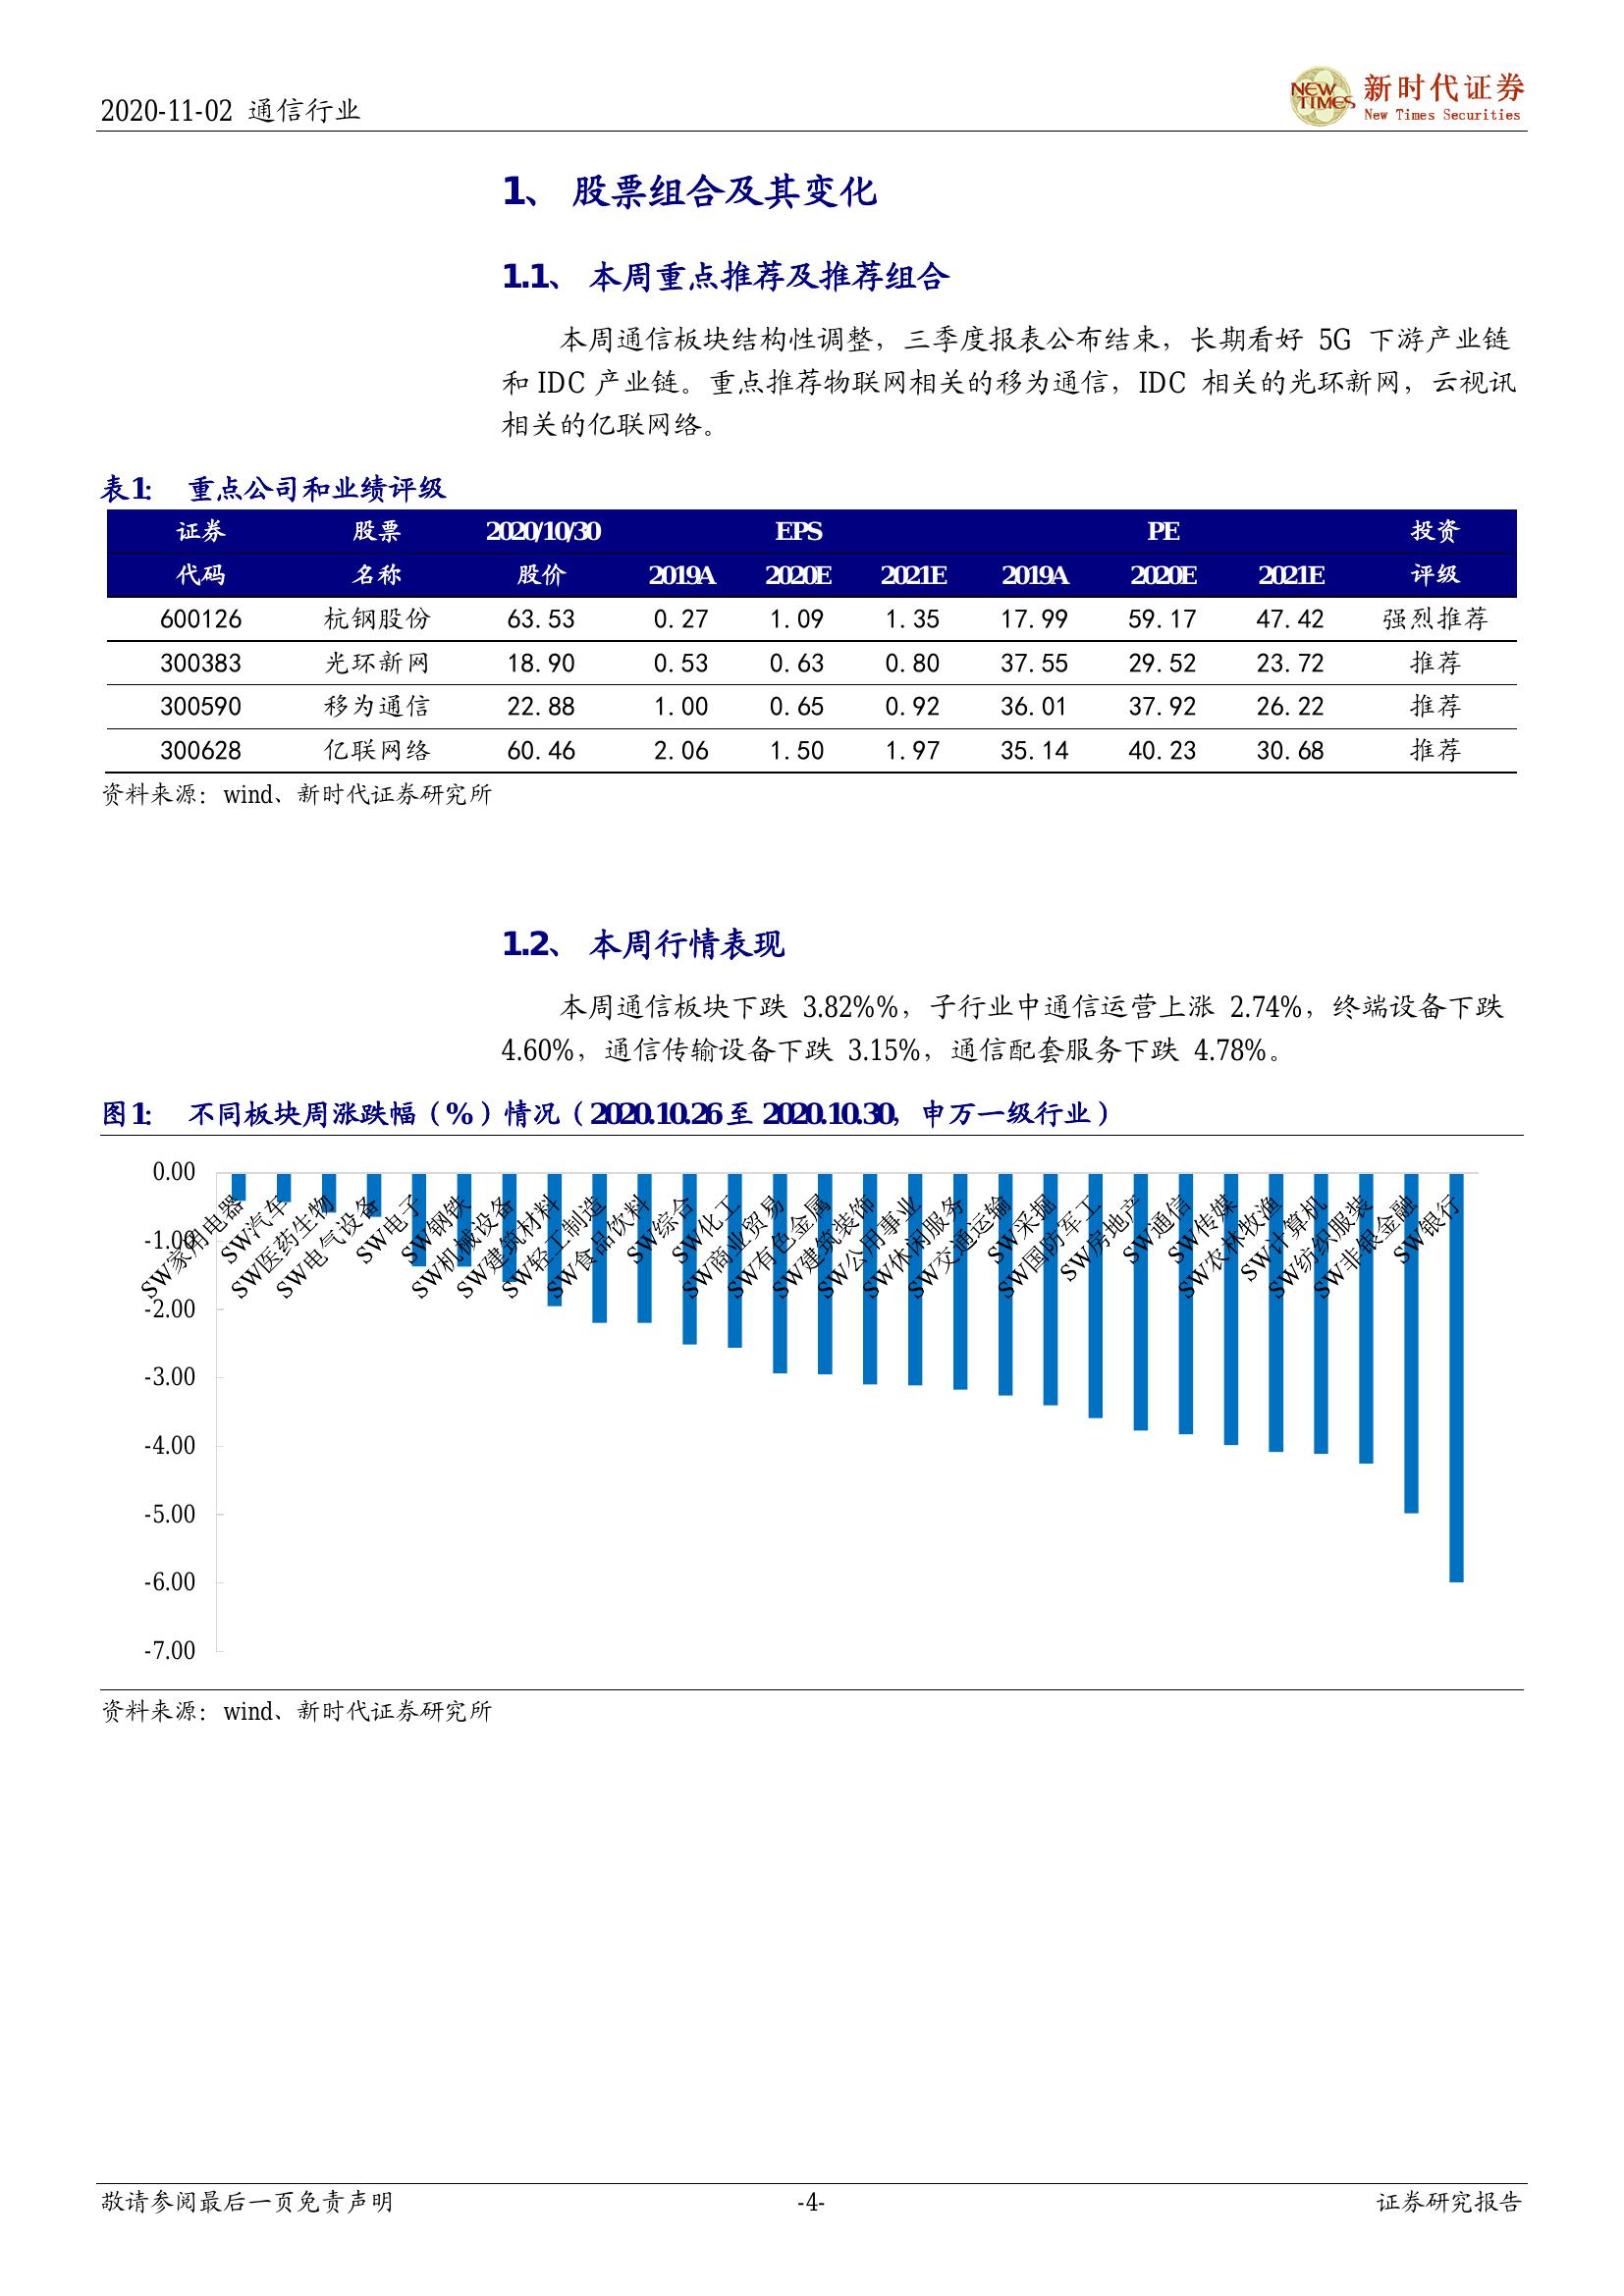 2020-11-02 通信行业
NEW TIMES
新时代证券
New Times Securities
1、 股票组合及其变化
1.1、 本周重点推荐及推荐组合
本周通信板块结构性调整，三季度报表公布结束，长期看好 5G 下游产业链
和 IDC 产业链。重点推荐物联网相关的移为通信，IDC 相关的光环新网，云视讯
相关的亿联网络。
表1： 重点公司和业绩评级
证券 股票 2020/10/30 EPS PE 投资
代码 名称 股价 2019A 2020E 2021E 2019A 2020E 2021E 评级
600126 杭钢股份 63.53 0.27 1.09 1.35 17.99 59.17 47.42 强烈推荐
300383 光环新网 18.90 0.53 0.63 0.80 37.55 29.52 23.72 推荐
300590 移为通信 22.88 1.00 0.65 0.92 36.01 37.92 26.22 推荐
300628 亿联网络 60.46 2.06 1.50 1.97 35.14 40.23 30.68 推荐
资料来源：wind、新时代证券研究所
1.2、 本周行情表现
本周通信板块下跌 3.82%%，子行业中通信运营上涨 2.74%，终端设备下跌
4.60%，通信传输设备下跌 3.15%，通信配套服务下跌 4.78%。
图1： 不同板块周涨跌幅（%）情况（2020.10.26 至 2020.10.30，申万一级行业）
0.00
-1.00
-2.00
-3.00
-4.00
-5.00
-6.00
-7.00
SW家用电器
SW汽车
SW医药生物
SW电气设备
SW电子
SW钢铁
SW机械设备
SW建筑材料
SW轻工制造
SW食品饮料
SW综合
SW化工
SW商业贸易
SW有色金属
SW建筑装饰
SW公用事业
SW休闲服务
SW交通运输
SW采掘
SW国防军工
SW房地产
SW通信
SW传媒
SW农林牧渔
SW计算机
SW纺织服装
SW非银金融
SW银行
资料来源：wind、新时代证券研究所
敬请参阅最后一页免责声明 -4- 证券研究报告